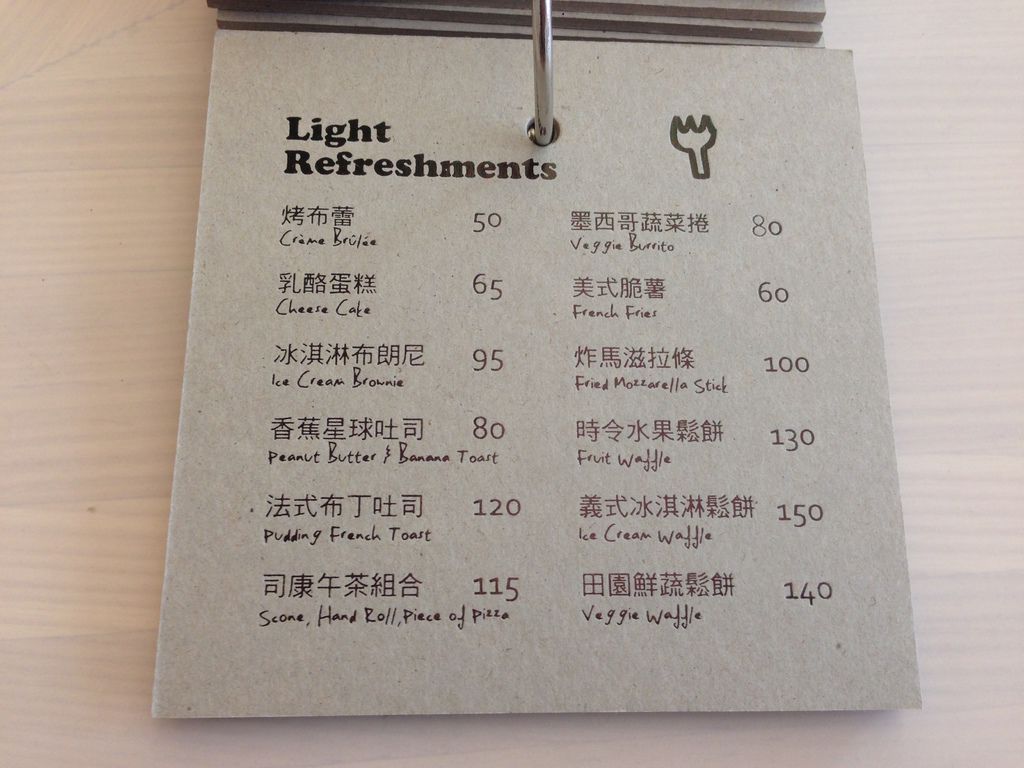 Light
Refreshments
烤布蕾 50
Crème Brûlée
乳酪蛋糕 65
Cheese Cake
冰淇淋布朗尼 95
Ice Cream Brownie
香蕉星球吐司 80
Peanut Butter & Banana Toast
法式布丁吐司 120
Pudding French Toast
司康午茶組合 115
Scone, Hand Roll, Piece of Pizza
墨西哥蔬菜捲 80
Veggie Burrito
美式脆薯 60
French Fries
炸馬滋拉條 100
Fried Mozzarella Stick
時令水果鬆餅 130
Fruit Waffle
義式冰淇淋鬆餅 150
Ice Cream Waffle
田園鮮蔬鬆餅 140
Veggie Waffle